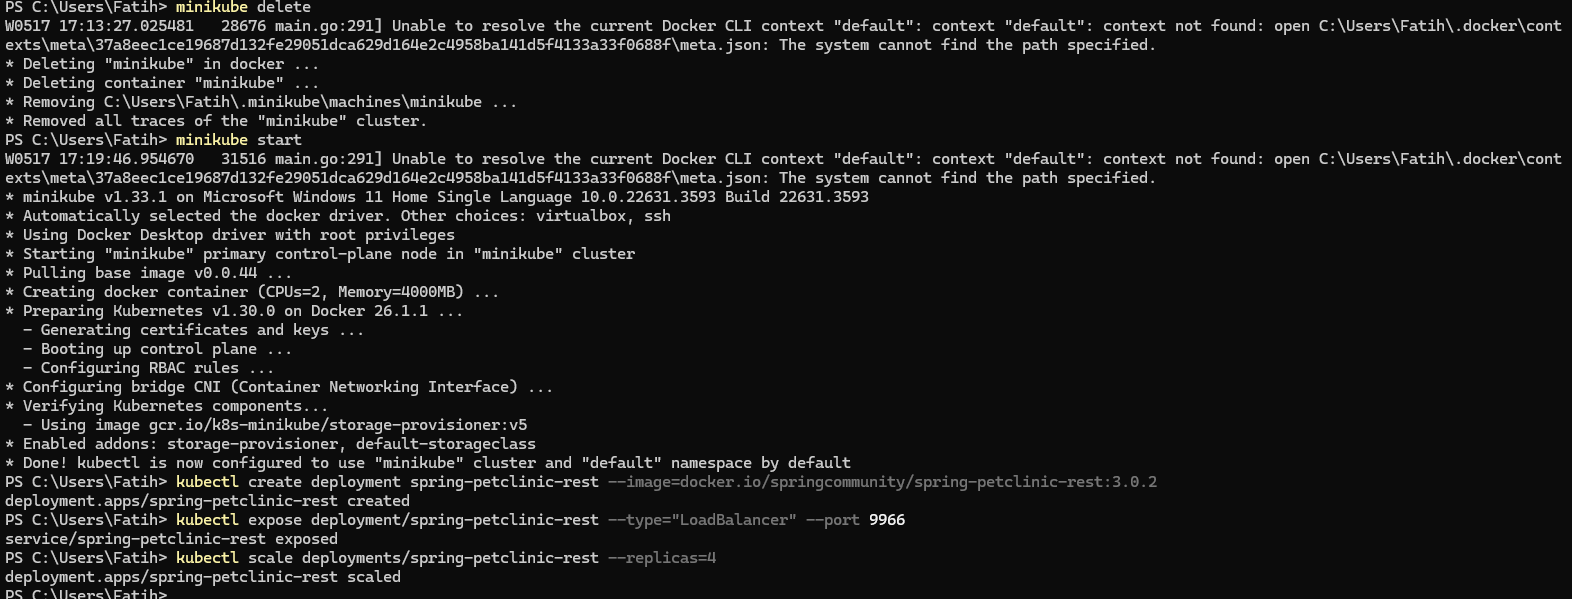 PS C:\Users\Fatih> minikube delete
W0517 17:13:27.025481   28676 main.go:291] Unable to resolve the current Docker CLI context "default": context "default": context not found: open C:\Users\Fatih\.docker\cont
exts\meta\37a8eec1ce19687d132fe29051dca629d164e2c4958ba141d5f4133a33f0688f\meta.json: The system cannot find the path specified.
* Deleting "minikube" in docker ...
* Deleting container "minikube" ...
* Removing C:\Users\Fatih\.minikube\machines\minikube ...
* Removed all traces of the "minikube" cluster.
PS C:\Users\Fatih> minikube start
W0517 17:19:46.954670   31516 main.go:291] Unable to resolve the current Docker CLI context "default": context "default": context not found: open C:\Users\Fatih\.docker\cont
exts\meta\37a8eec1ce19687d132fe29051dca629d164e2c4958ba141d5f4133a33f0688f\meta.json: The system cannot find the path specified.
* minikube v1.33.1 on Microsoft Windows 11 Home Single Language 10.0.22631.3593 Build 22631.3593
* Automatically selected the docker driver. Other choices: virtualbox, ssh
* Using Docker Desktop driver with root privileges
* Starting "minikube" primary control-plane node in "minikube" cluster
* Pulling base image v0.0.44 ...
* Creating docker container (CPUs=2, Memory=4000MB) ...
* Preparing Kubernetes v1.30.0 on Docker 26.1.1 ...
  - Generating certificates and keys ...
  - Booting up control plane ...
  - Configuring RBAC rules ...
* Configuring bridge CNI (Container Networking Interface) ...
* Verifying Kubernetes components...
  - Using image gcr.io/k8s-minikube/storage-provisioner:v5
* Enabled addons: storage-provisioner, default-storageclass
* Done! kubectl is now configured to use "minikube" cluster and "default" namespace by default
PS C:\Users\Fatih> kubectl create deployment spring-petclinic-rest --image=docker.io/springcommunity/spring-petclinic-rest:3.0.2
deployment.apps/spring-petclinic-rest created
PS C:\Users\Fatih> kubectl expose deployment/spring-petclinic-rest --type="LoadBalancer" --port 9966
service/spring-petclinic-rest exposed
PS C:\Users\Fatih> kubectl scale deployments/spring-petclinic-rest --replicas=4
deployment.apps/spring-petclinic-rest scaled
PS C:\Users\Fatih>